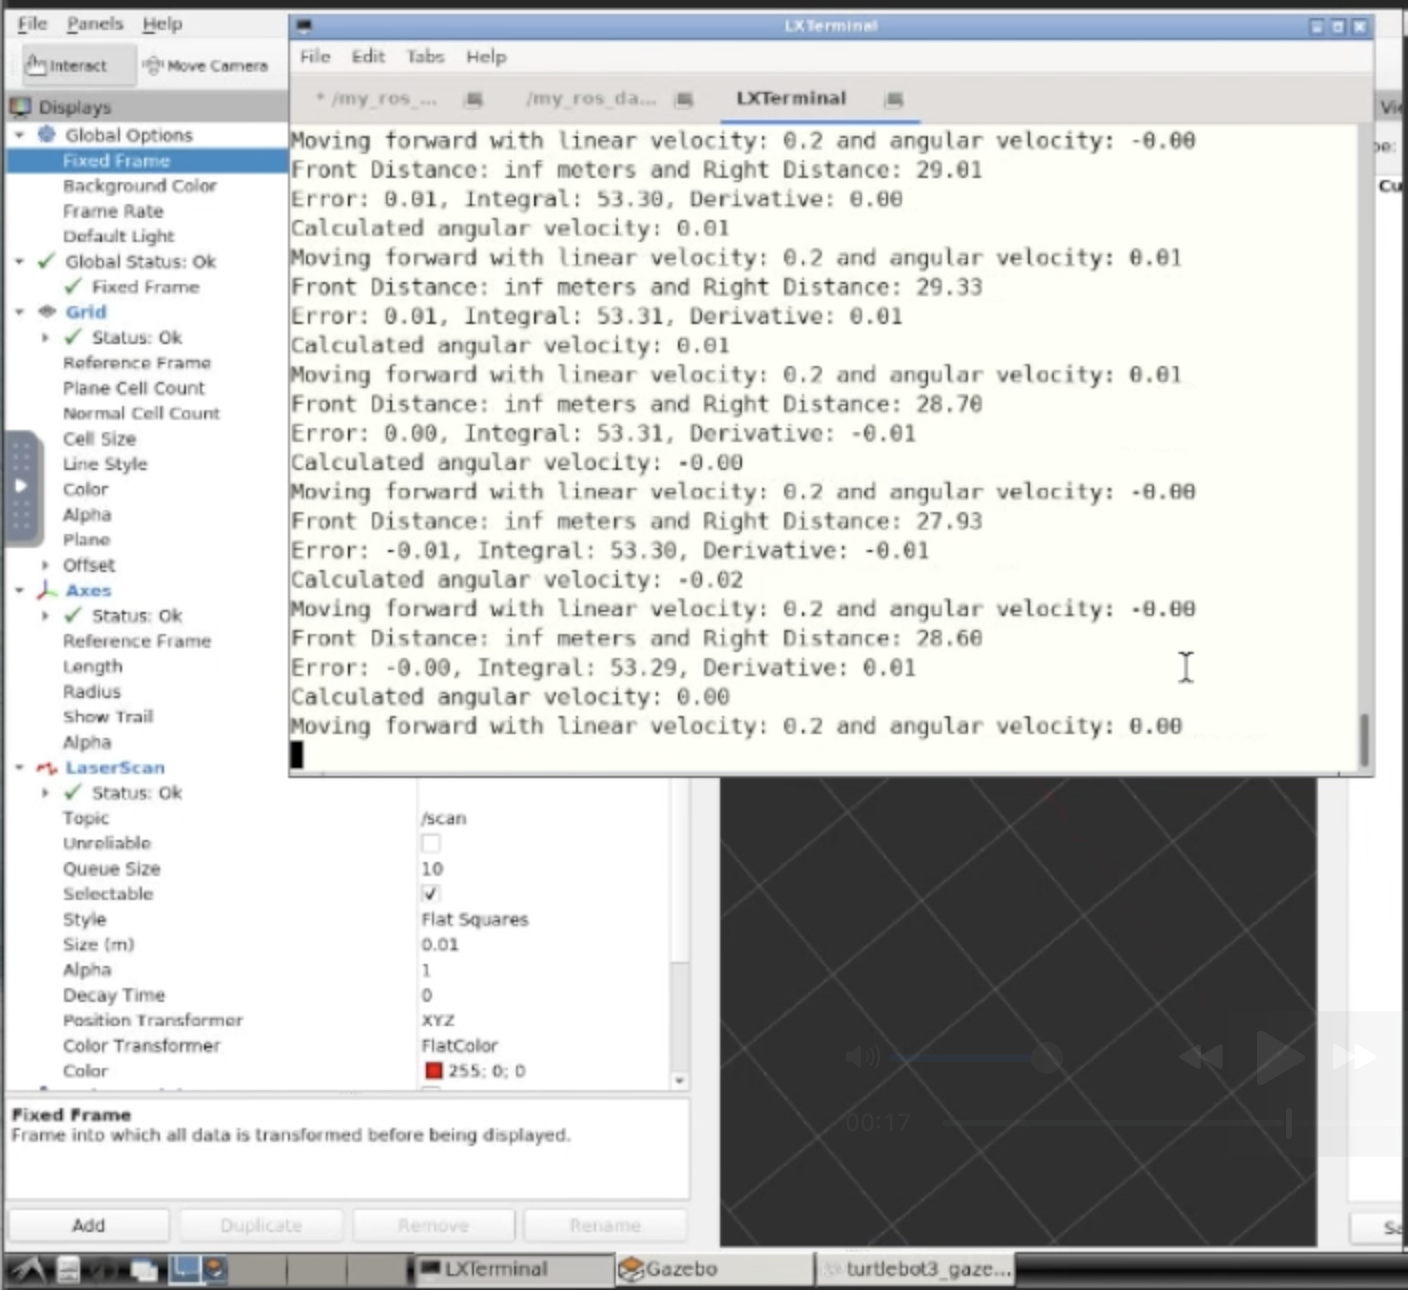 File Panels Help
LXTerminal
Interact
Move Camera
File Edit Tabs Help
* /my_ros_...
/my_ros_da...
LXTerminal
Displays
Global Options
Fixed Frame
Background Color
Frame Rate
Default Light
Global Status: Ok
Fixed Frame
Grid
Status: Ok
Reference Frame
Plane Cell Count
Normal Cell Count
Cell Size
Line Style
Color
Alpha
Plane
Offset
Axes
Status: Ok
Reference Frame
Length
Radius
Show Trail
Alpha
LaserScan
Status: Ok
Topic /scan
Unreliable
Queue Size 10
Selectable
Style Flat Squares
Size (m) 0.01
Alpha 1
Decay Time 0
Position Transformer XYZ
Color Transformer FlatColor
Color 255; 0; 0
Moving forward with linear velocity: 0.2 and angular velocity: -0.00
Front Distance: inf meters and Right Distance: 29.01
Error: 0.01, Integral: 53.30, Derivative: 0.00
Calculated angular velocity: 0.01
Moving forward with linear velocity: 0.2 and angular velocity: 0.01
Front Distance: inf meters and Right Distance: 29.33
Error: 0.01, Integral: 53.31, Derivative: 0.01
Calculated angular velocity: 0.01
Moving forward with linear velocity: 0.2 and angular velocity: 0.01
Front Distance: inf meters and Right Distance: 28.70
Error: 0.00, Integral: 53.31, Derivative: -0.01
Calculated angular velocity: -0.00
Moving forward with linear velocity: 0.2 and angular velocity: -0.00
Front Distance: inf meters and Right Distance: 27.93
Error: -0.01, Integral: 53.30, Derivative: -0.01
Calculated angular velocity: -0.02
Moving forward with linear velocity: 0.2 and angular velocity: -0.00
Front Distance: inf meters and Right Distance: 28.60
Error: -0.00, Integral: 53.29, Derivative: 0.01
Calculated angular velocity: 0.00
Moving forward with linear velocity: 0.2 and angular velocity: 0.00
00:17
Fixed Frame
Frame into which all data is transformed before being displayed.
Add
Duplicate
Remove
Rename
LXTerminal
Gazebo
turtlebot3_gaze...